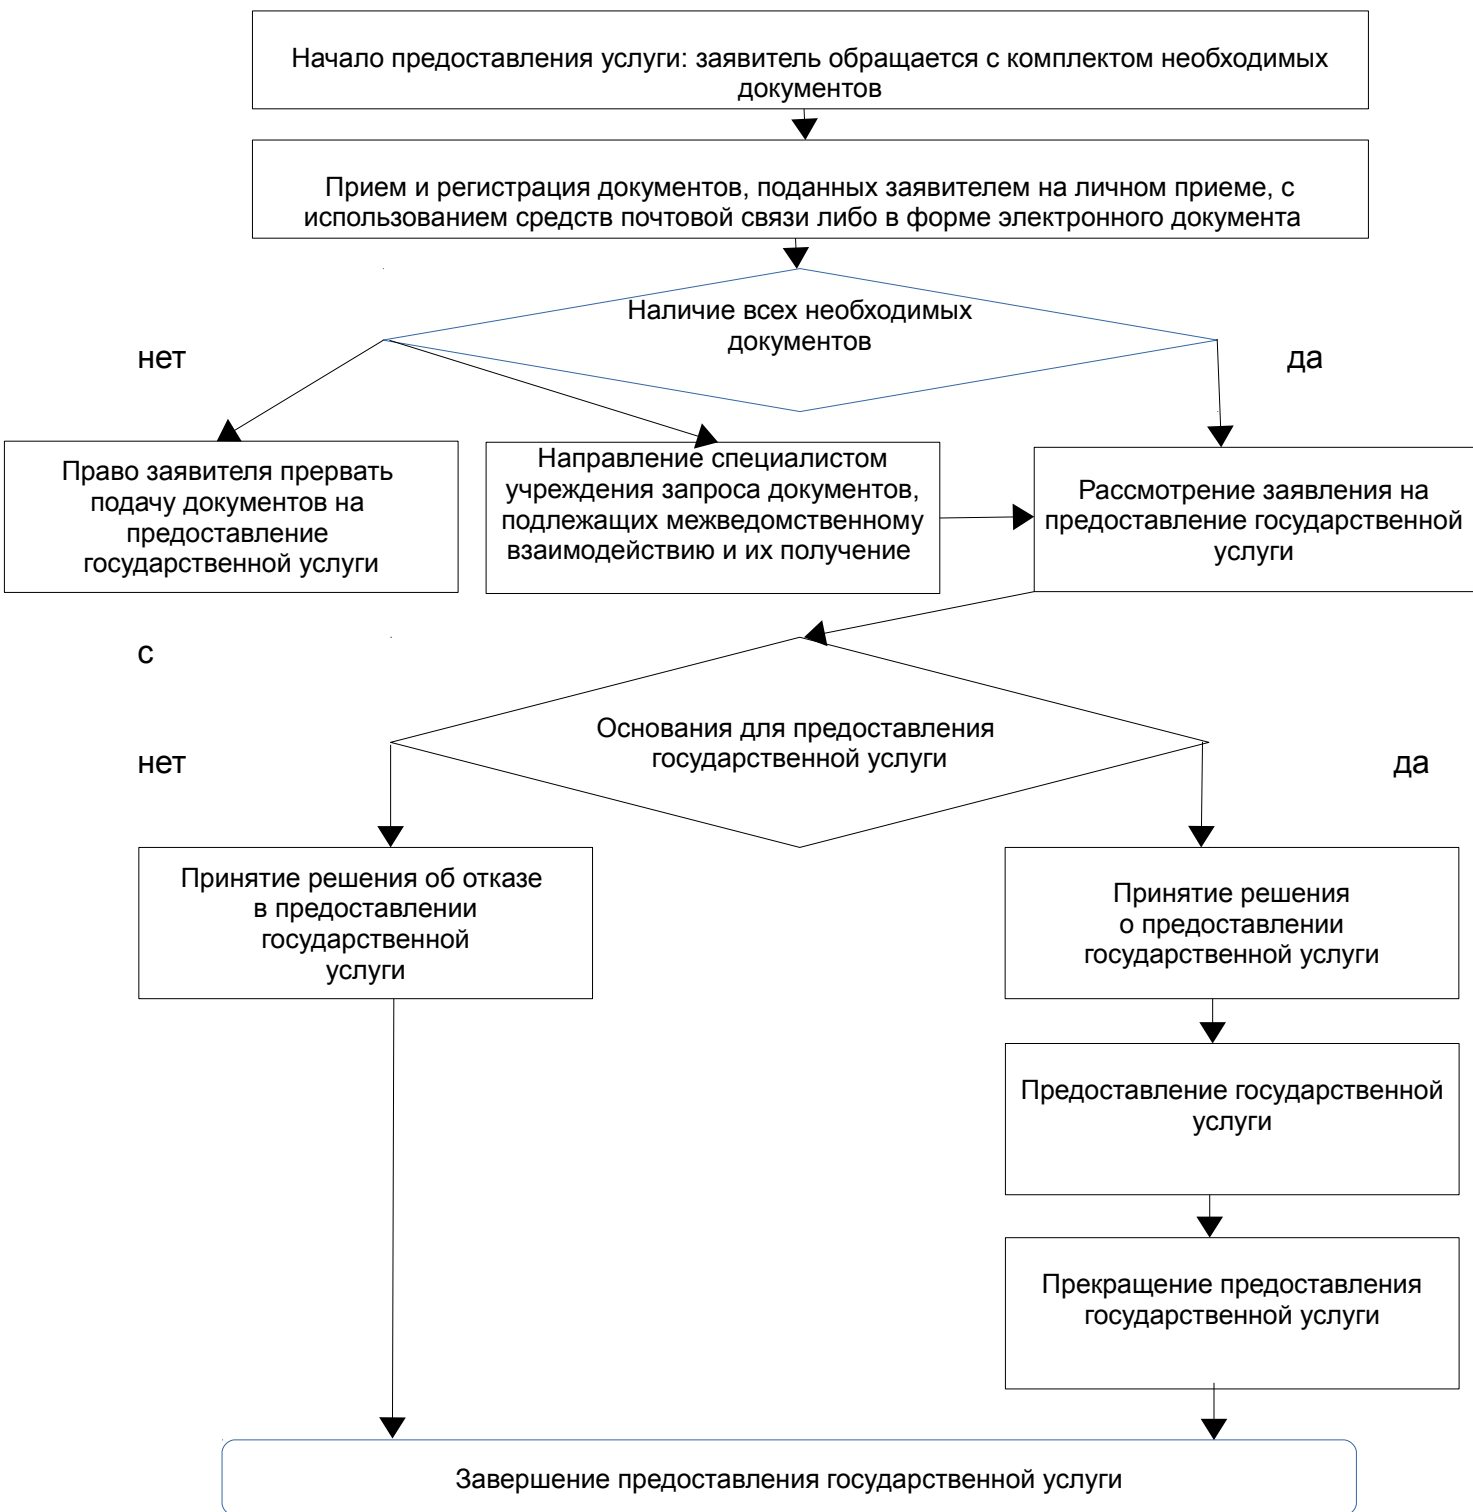 Начало предоставления услуги: заявитель обращается с комплектом необходимых
документов
Прием и регистрация документов, поданных заявителем на личном приеме, с
использованием средств почтовой связи либо в форме электронного документа
Наличие всех необходимых
документов
нет
да
Право заявителя прервать
подачу документов на
предоставление
государственной услуги
Направление специалистом
учреждения запроса документов,
подлежащих межведомственному
взаимодействию и их получение
Рассмотрение заявления на
предоставление государственной
услуги
с
Основания для предоставления
государственной услуги
нет
да
Принятие решения об отказе
в предоставлении
государственной
услуги
Принятие решения
о предоставлении
государственной услуги
Предоставление государственной
услуги
Прекращение предоставления
государственной услуги
Завершение предоставления государственной услуги